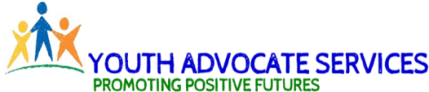 YOUTH ADVOCATE SERVICES
PROMOTING POSITIVE FUTURES